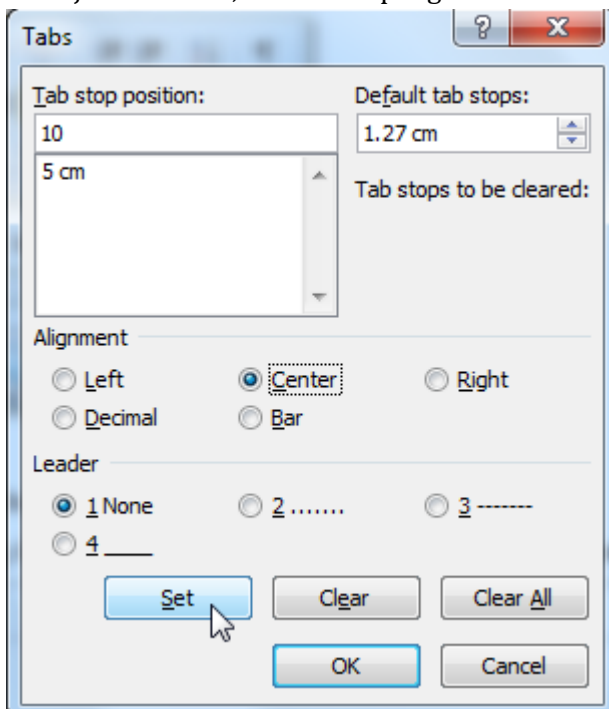 Tabs
Tab stop position:
Default tab stops:
10
1.27 cm
5 cm
Tab stops to be cleared:
Alignment
Left
Center
Right
Decimal
Bar
Leader
1 None
2 .......
3 -------
4 ____
Set
Clear
Clear All
OK
Cancel